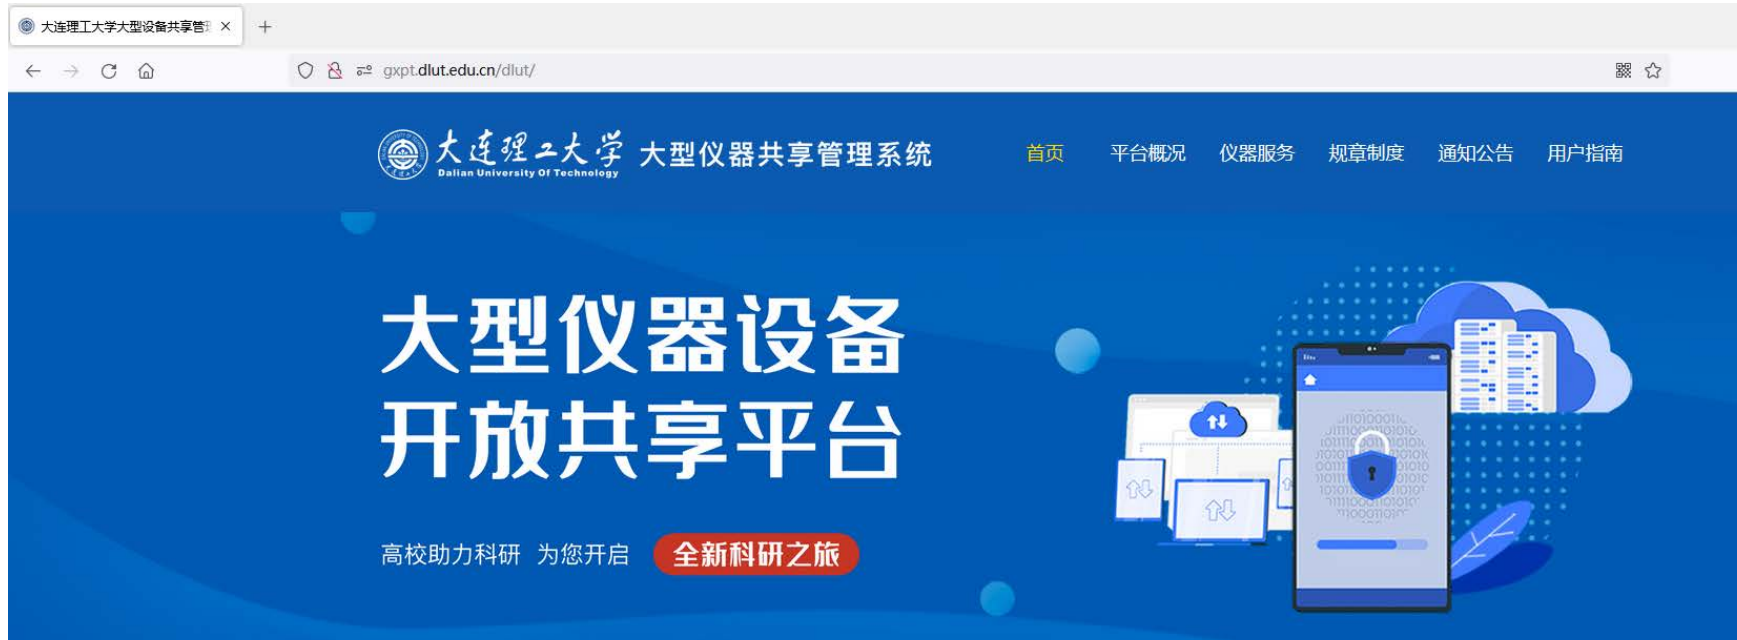 大连理工大学大型设备共享管理
gxpt.dlut.edu.cn/dlut/
大连理工大学 大型仪器共享管理系统
Dalian University Of Technology
首页 平台概况 仪器服务 规章制度 通知公告 用户指南
大型仪器设备
开放共享平台
高校助力科研 为您开启 全新科研之旅